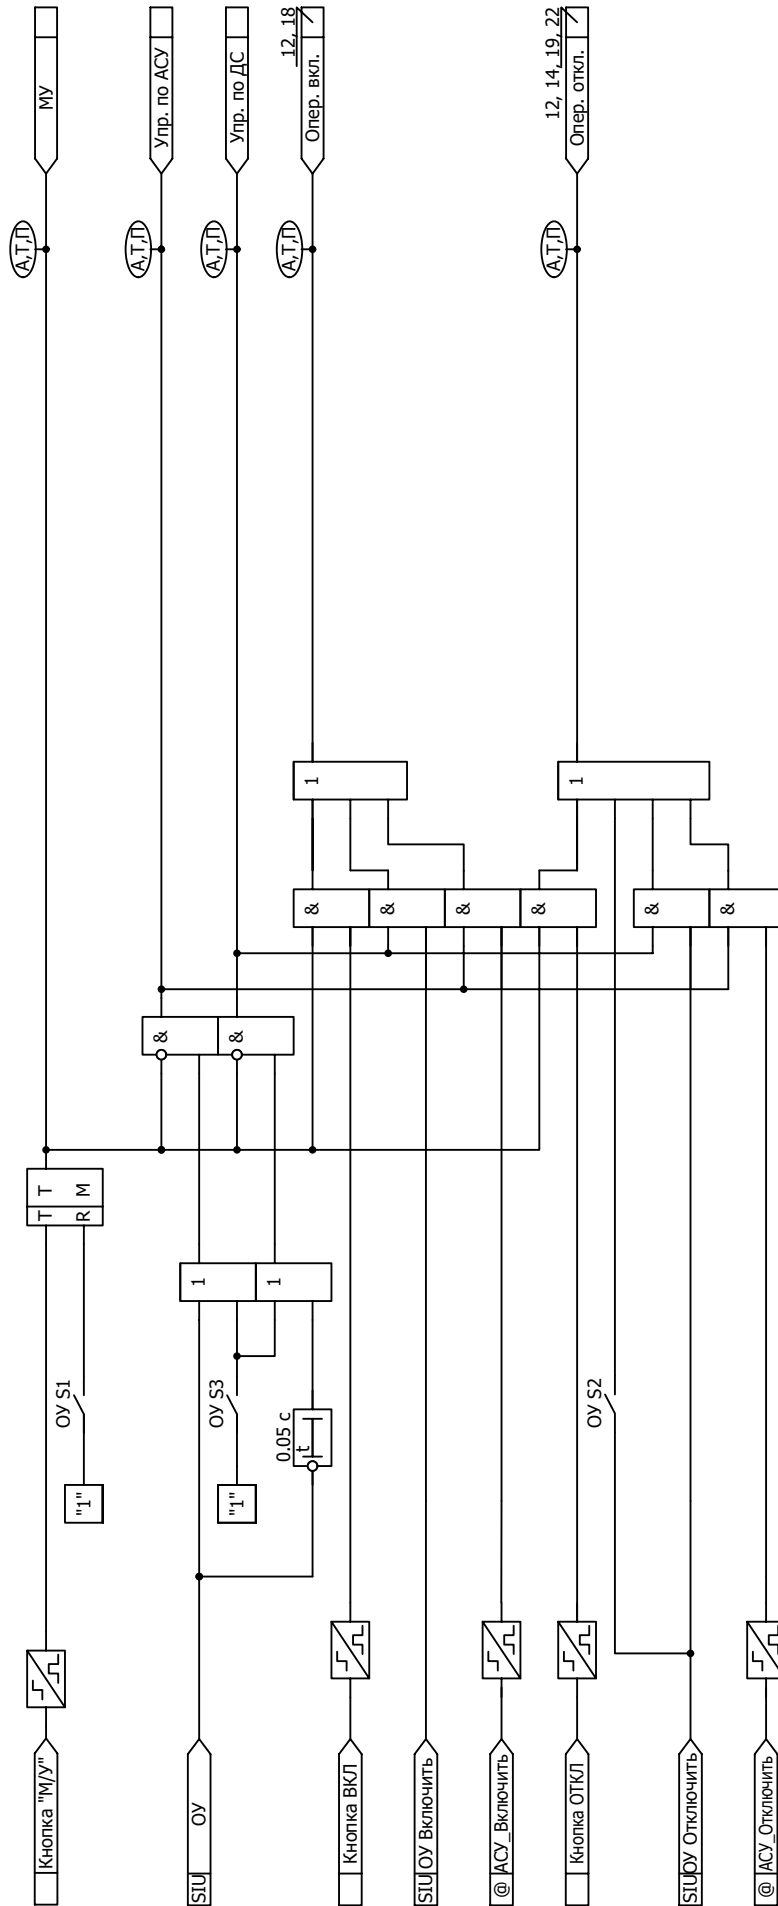 МУ
А,Т,П
Упр. по АСУ
А,Т,П
Упр. по ДС
А,Т,П
12, 18
Опер. вкл.
А,Т,П
12, 14, 19, 22
Опер. откл.
А,Т,П
1
1
&
&
&
&
&
&
&
&
T T
R M
1
1
ОУ S1
"1"
ОУ S3
"1"
0.05 с
t
ОУ S2
Кнопка "М/У"
SIU ОУ
Кнопка ВКЛ
SIU ОУ Включить
@ АСУ_Включить
Кнопка ОТКЛ
SIU ОУ Отключить
@ АСУ_Отключить